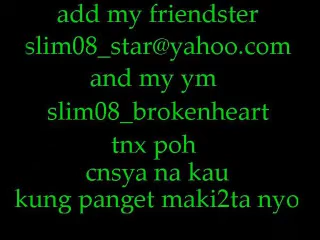 add my friendster
slim08_star@yahoo.com
and my ym
slim08_brokenheart
tnx poh
cnsya na kau
kung panget maki2ta nyo